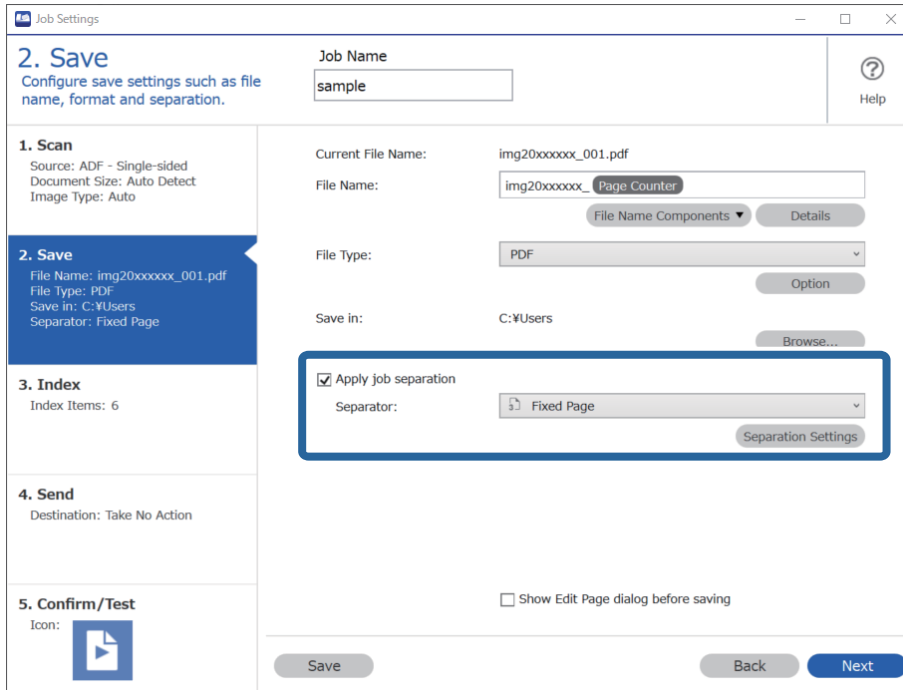 Job Settings
2. Save
Configure save settings such as file
name, format and separation.
Job Name
sample
Help
1. Scan
Source: ADF - Single-sided
Document Size: Auto Detect
Image Type: Auto
2. Save
File Name: img20xxxxxx_001.pdf
File Type: PDF
Save in: C:¥Users
Separator: Fixed Page
3. Index
Index Items: 6
4. Send
Destination: Take No Action
5. Confirm/Test
Icon:
Current File Name: img20xxxxxx_001.pdf
File Name: img20xxxxxx_ Page Counter
File Name Components ▼ Details
File Type: PDF
Option
Save in: C:¥Users
Browse...
Apply job separation
Separator: Fixed Page
Separation Settings
Show Edit Page dialog before saving
Save Back Next